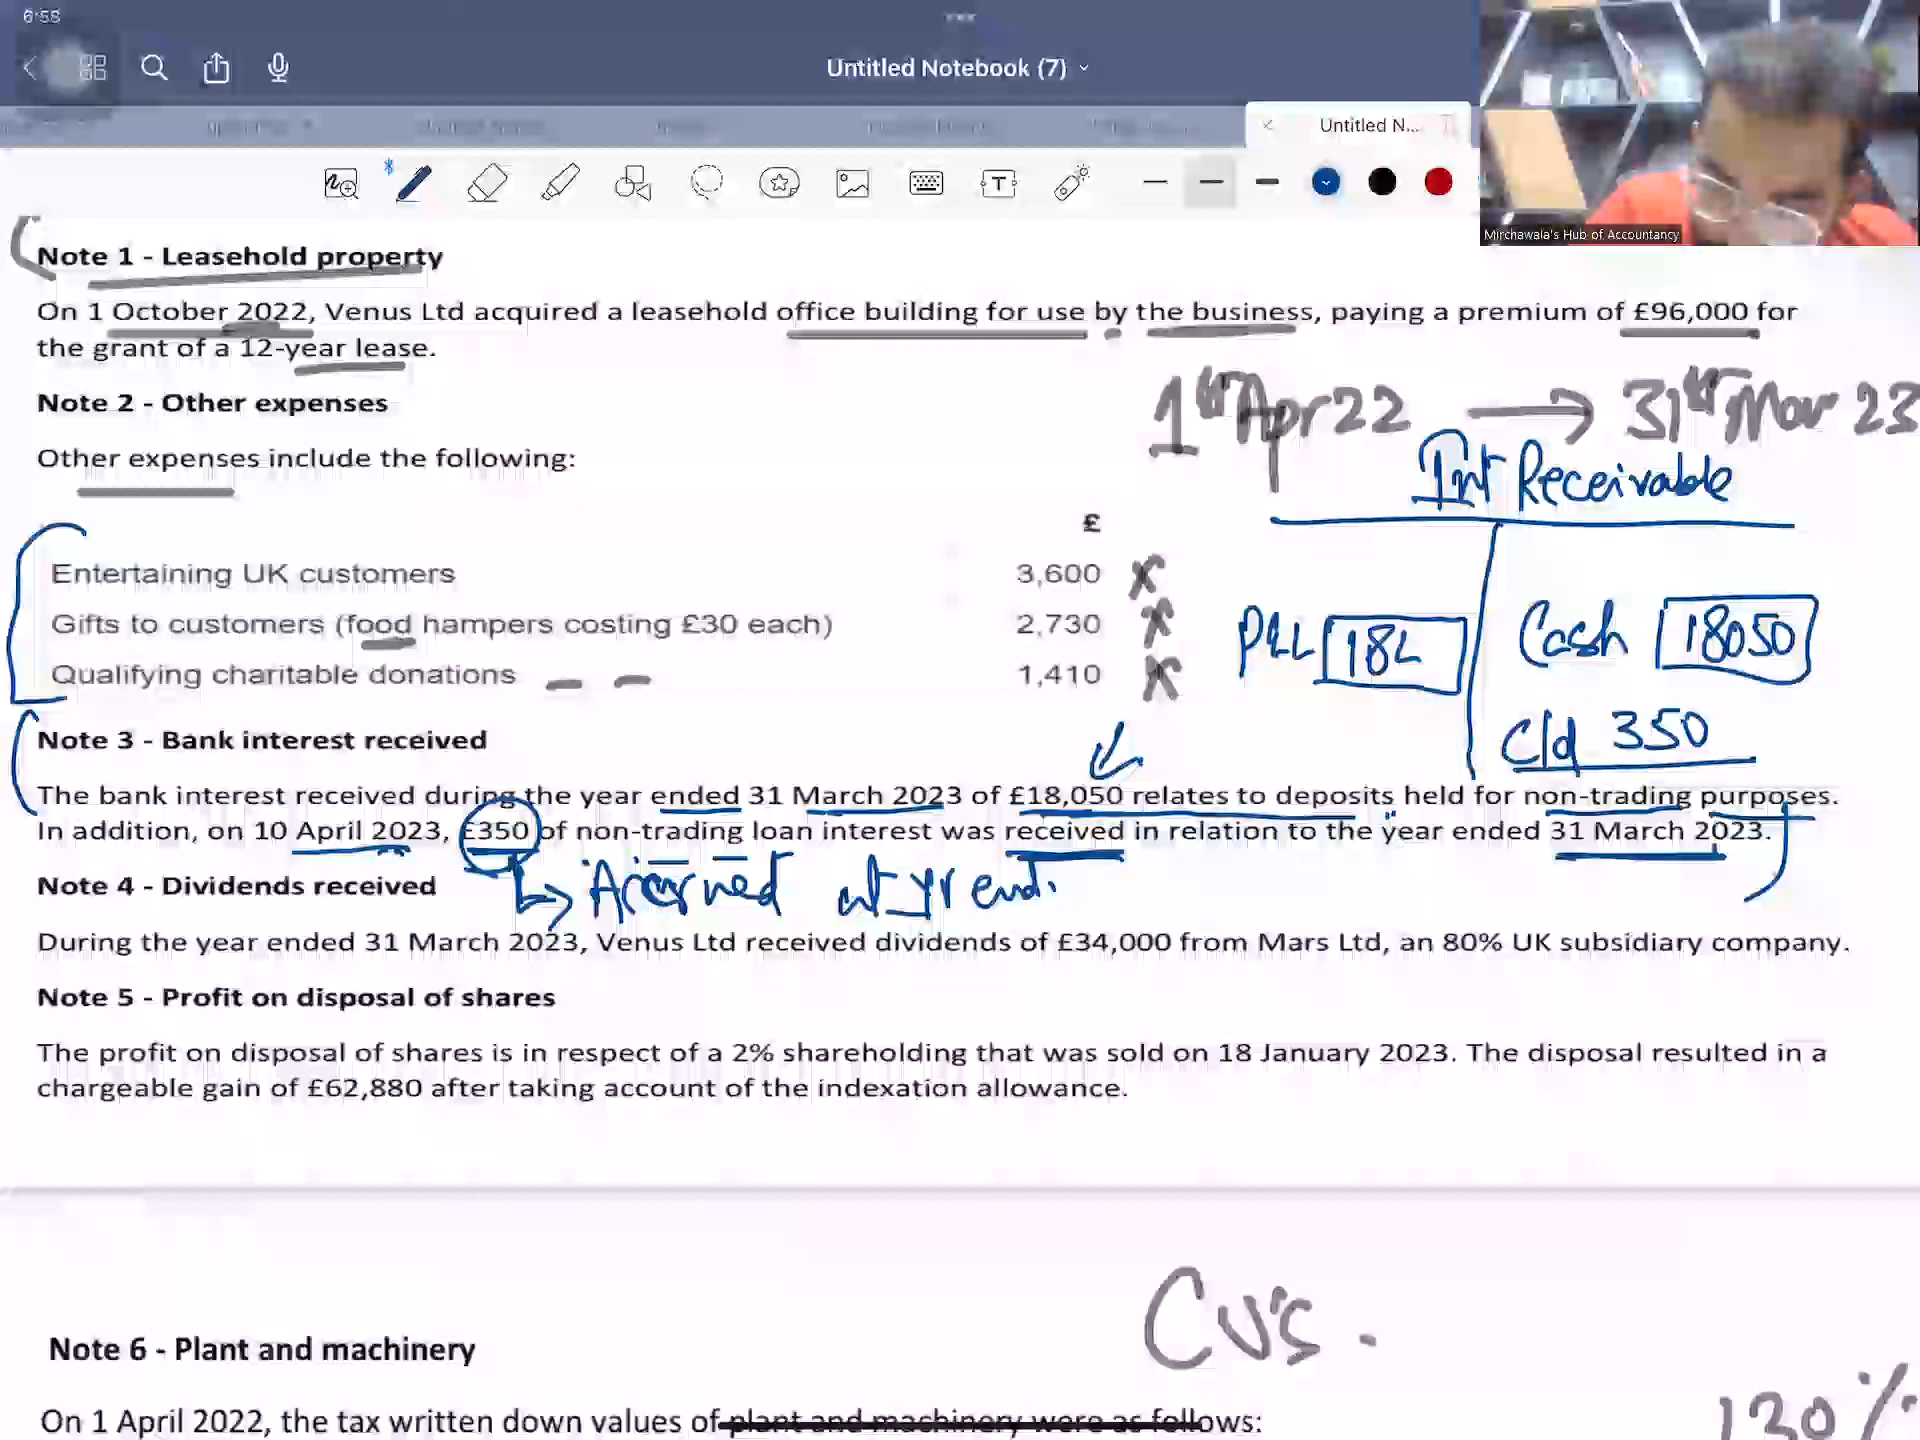 6:58
Untitled Notebook (7)
Untitled N...
T
Mirchawala's Hub of Accountancy
Note 1 - Leasehold property
On 1 October 2022, Venus Ltd acquired a leasehold office building for use by the business, paying a premium of £96,000 for
the grant of a 12-year lease.
1st Apr 22 → 31st Mar 23
Note 2 - Other expenses
Other expenses include the following:
Int Receivable
£
Entertaining UK customers 3,600 x
Gifts to customers (food hampers costing £30 each) 2,730 x
Qualifying charitable donations 1,410 x
P&L 18L Cash 18050
c/d 350
Note 3 - Bank interest received
The bank interest received during the year ended 31 March 2023 of £18,050 relates to deposits held for non-trading purposes.
In addition, on 10 April 2023, £350 of non-trading loan interest was received in relation to the year ended 31 March 2023.
Accrued at yr end.
Note 4 - Dividends received
During the year ended 31 March 2023, Venus Ltd received dividends of £34,000 from Mars Ltd, an 80% UK subsidiary company.
Note 5 - Profit on disposal of shares
The profit on disposal of shares is in respect of a 2% shareholding that was sold on 18 January 2023. The disposal resulted in a
chargeable gain of £62,880 after taking account of the indexation allowance.
Note 6 - Plant and machinery
On 1 April 2022, the tax written down values of plant and machinery were as follows:
130%